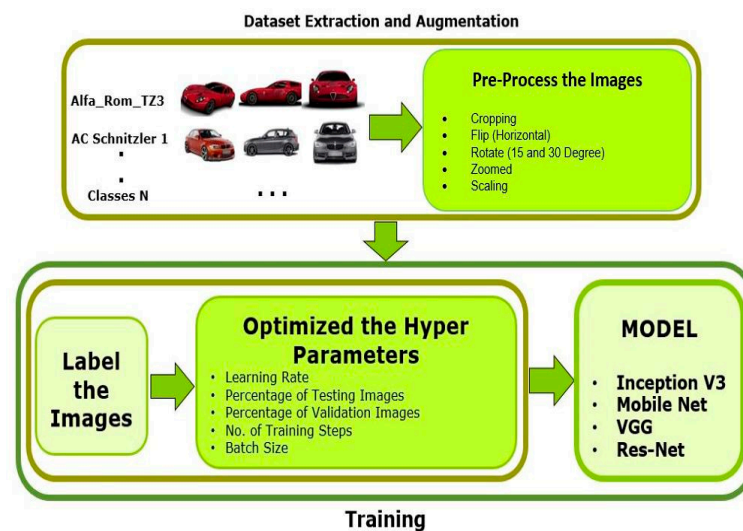 Dataset Extraction and Augmentation
Alfa_Rom_TZ3
AC Schnitzler 1
.
.
Classes N
...
Pre-Process the Images
• Cropping
• Flip (Horizontal)
• Rotate (15 and 30 Degree)
• Zoomed
• Scaling
Label
the
Images
Optimized the Hyper
Parameters
• Learning Rate
• Percentage of Testing Images
• Percentage of Validation Images
• No. of Training Steps
• Batch Size
MODEL
• Inception V3
• Mobile Net
• VGG
• Res-Net
Training